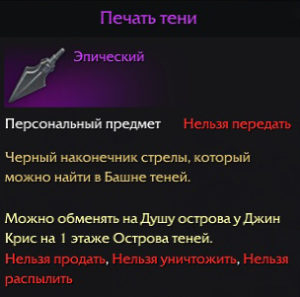 Печать тени
Эпический
Персональный предмет Нельзя передать
Черный наконечник стрелы, который
можно найти в Башне теней.
Можно обменять на Душу острова у Джин
Крис на 1 этаже Острова теней.
Нельзя продать, Нельзя уничтожить, Нельзя
распылить